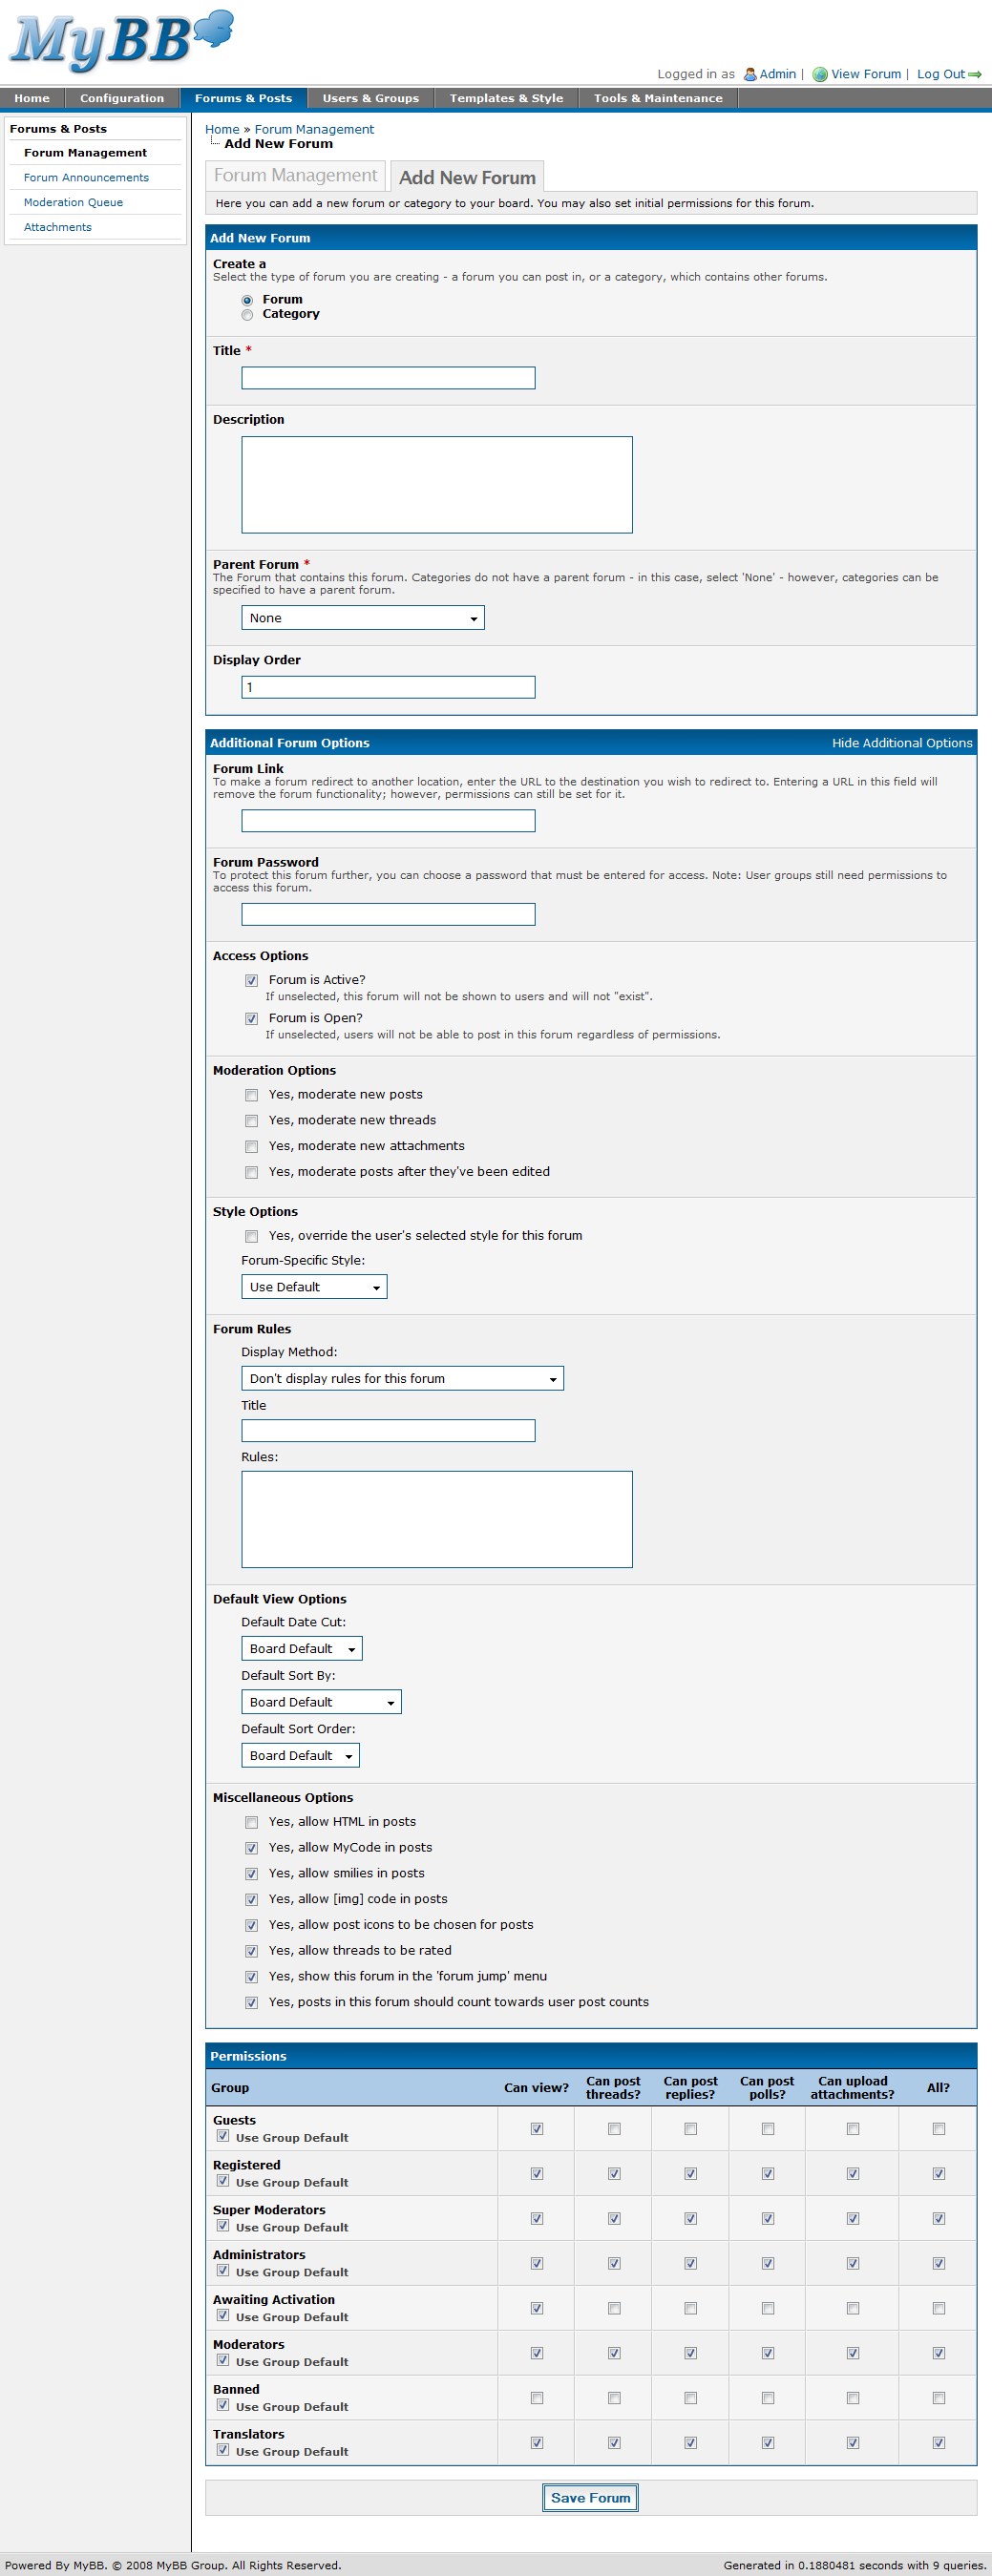 MyBB
Logged in as Admin | View Forum | Log Out
Home Configuration Forums & Posts Users & Groups Templates & Style Tools & Maintenance
Forums & Posts
Forum Management
Forum Announcements
Moderation Queue
Attachments
Home » Forum Management
Add New Forum
Forum Management Add New Forum
Here you can add a new forum or category to your board. You may also set initial permissions for this forum.
Add New Forum
Create a
Select the type of forum you are creating - a forum you can post in, or a category, which contains other forums.
Forum
Category
Title *
Description
Parent Forum *
The Forum that contains this forum. Categories do not have a parent forum - in this case, select 'None' - however, categories can be
specified to have a parent forum.
None
Display Order
1
Additional Forum Options Hide Additional Options
Forum Link
To make a forum redirect to another location, enter the URL to the destination you wish to redirect to. Entering a URL in this field will
remove the forum functionality; however, permissions can still be set for it.
Forum Password
To protect this forum further, you can choose a password that must be entered for access. Note: User groups still need permissions to
access this forum.
Access Options
Forum is Active?
If unselected, this forum will not be shown to users and will not "exist".
Forum is Open?
If unselected, users will not be able to post in this forum regardless of permissions.
Moderation Options
Yes, moderate new posts
Yes, moderate new threads
Yes, moderate new attachments
Yes, moderate posts after they've been edited
Style Options
Yes, override the user's selected style for this forum
Forum-Specific Style:
Use Default
Forum Rules
Display Method:
Don't display rules for this forum
Title
Rules:
Default View Options
Default Date Cut:
Board Default
Default Sort By:
Board Default
Default Sort Order:
Board Default
Miscellaneous Options
Yes, allow HTML in posts
Yes, allow MyCode in posts
Yes, allow smilies in posts
Yes, allow [img] code in posts
Yes, allow post icons to be chosen for posts
Yes, allow threads to be rated
Yes, show this forum in the 'forum jump' menu
Yes, posts in this forum should count towards user post counts
Permissions
Group Can view? Can post threads? Can post replies? Can post polls? Can upload attachments? All?
Guests
Use Group Default
Registered
Use Group Default
Super Moderators
Use Group Default
Administrators
Use Group Default
Awaiting Activation
Use Group Default
Moderators
Use Group Default
Banned
Use Group Default
Translators
Use Group Default
Save Forum
Powered By MyBB. © 2008 MyBB Group. All Rights Reserved. Generated in 0.1880481 seconds with 9 queries.